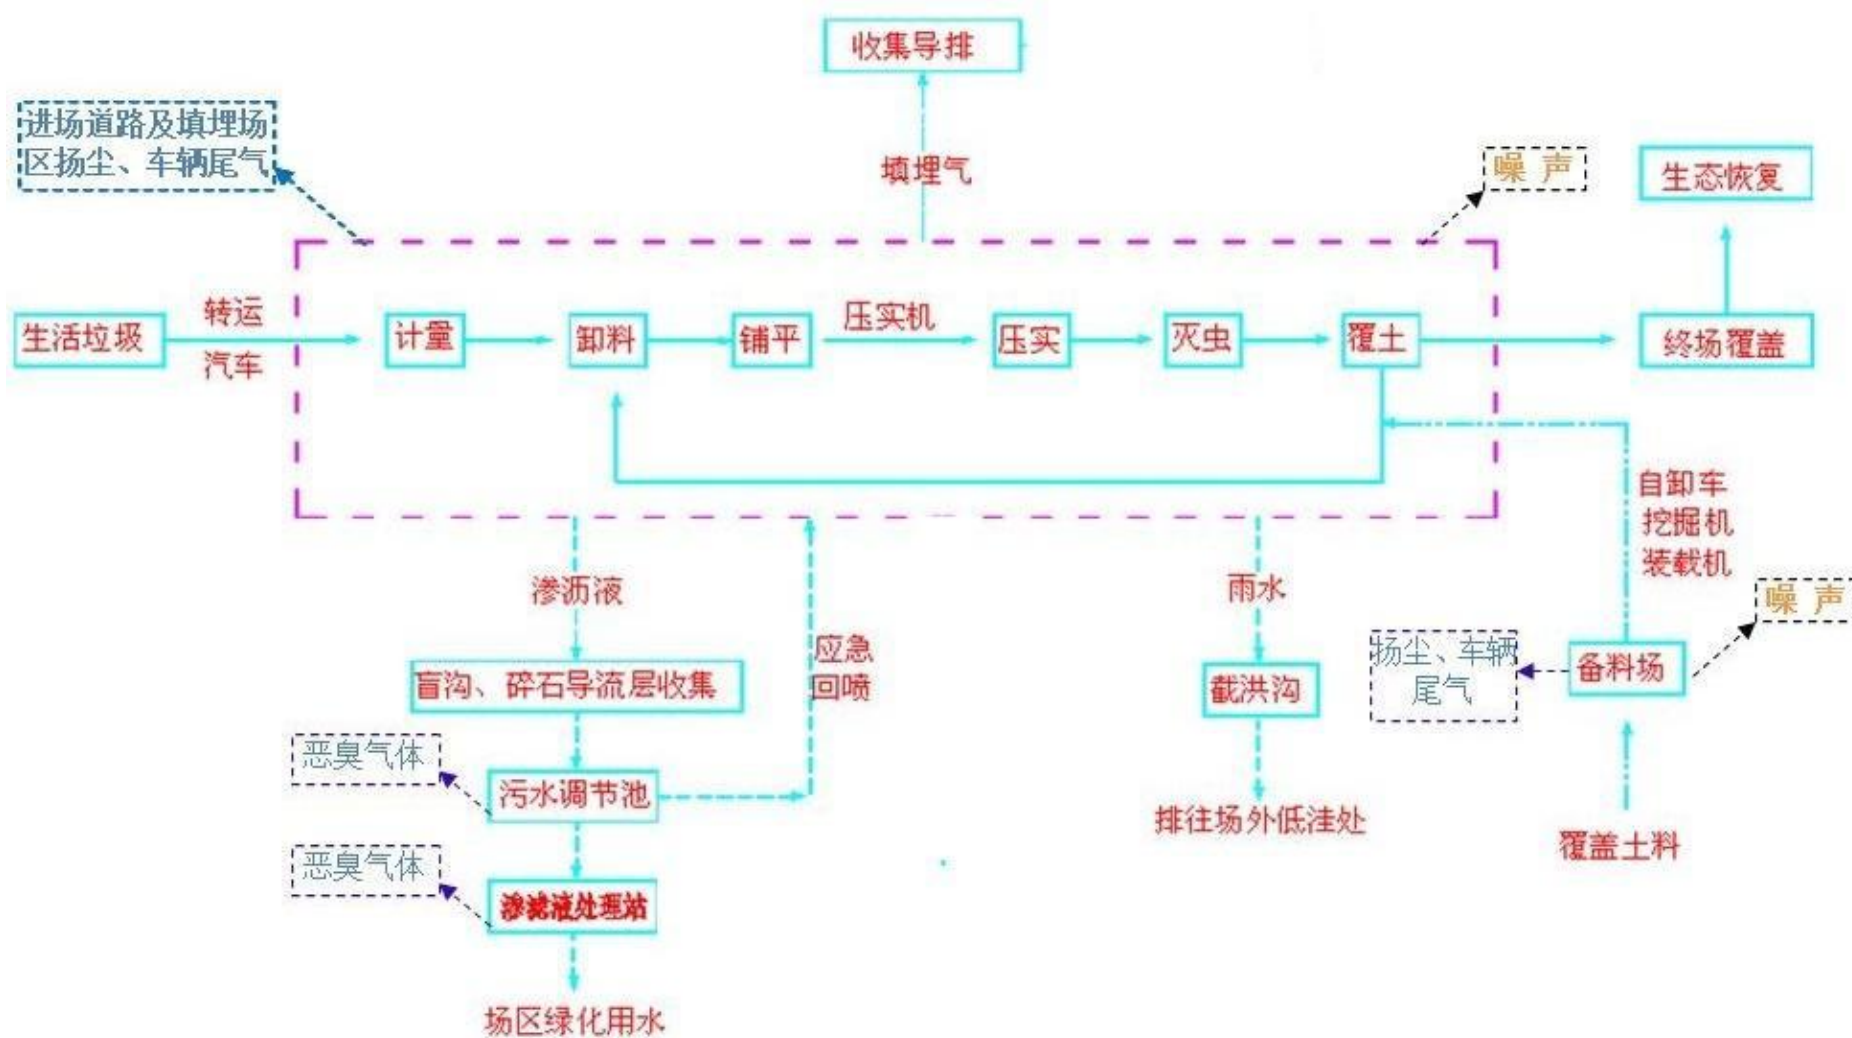 收集导排
进场道路及填埋场
区扬尘、车辆尾气
填埋气
噪 声
生态恢复
生活垃圾
转运
汽车
计量
卸料
铺平
压实机
压实
灭虫
覆土
终场覆盖
自卸车
挖掘机
装载机
渗沥液
雨水
应急
回喷
盲沟、碎石导流层收集
截洪沟
扬尘、车辆
尾气
备料场
噪 声
恶臭气体
污水调节池
排往场外低洼处
覆盖土料
恶臭气体
渗滤液处理站
场区绿化用水